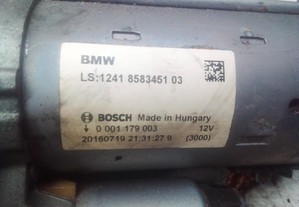 BMW
LS:1241 8583451 03
BOSCH Made in Hungary
0 001 179 003 12V
20160719 21:31:27 9 (3000)